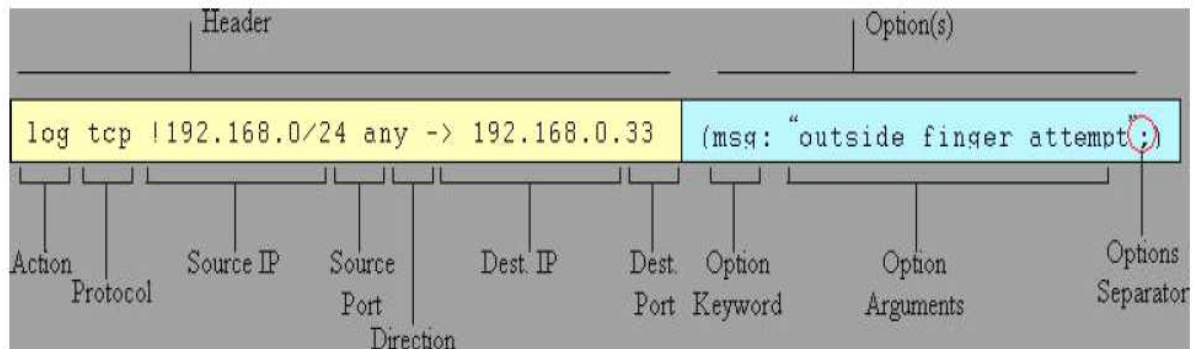 Header Option(s)
log tcp !192.168.0/24 any -> 192.168.0.33 (msg: "outside finger attempt";)
Action Protocol Source IP Source Port Direction Dest. IP Dest. Port Option Keyword Option Arguments Options Separator